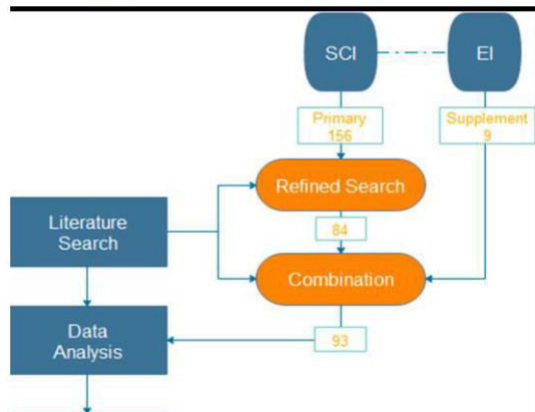 SCI
EI
Primary
156
Supplement
9
Refined Search
84
Literature
Search
Combination
Data
Analysis
93